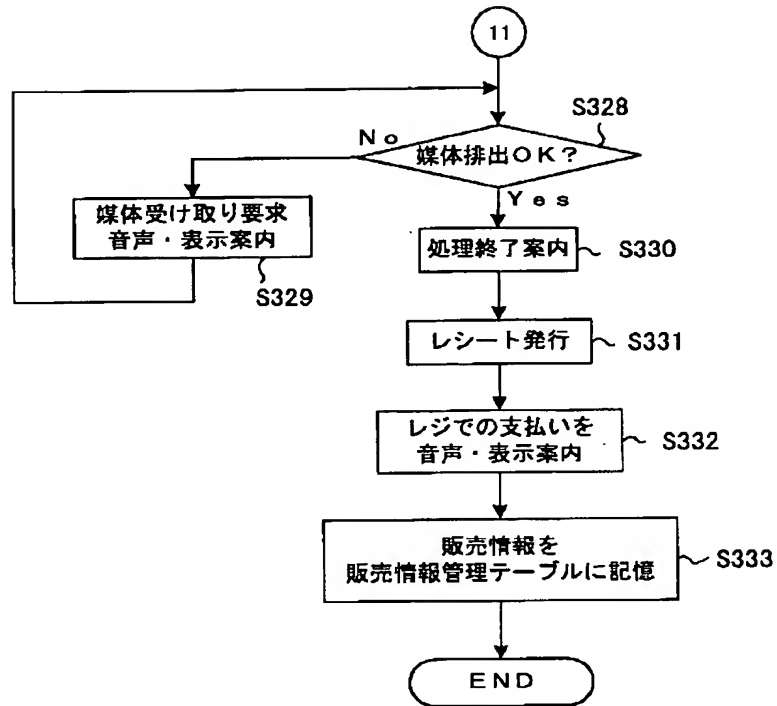 11
S328
No
媒体排出OK?
Yes
媒体受け取り要求
音声・表示案内
S329
処理終了案内
S330
レシート発行
S331
レジでの支払いを
音声・表示案内
S332
販売情報を
販売情報管理テーブルに記憶
S333
END